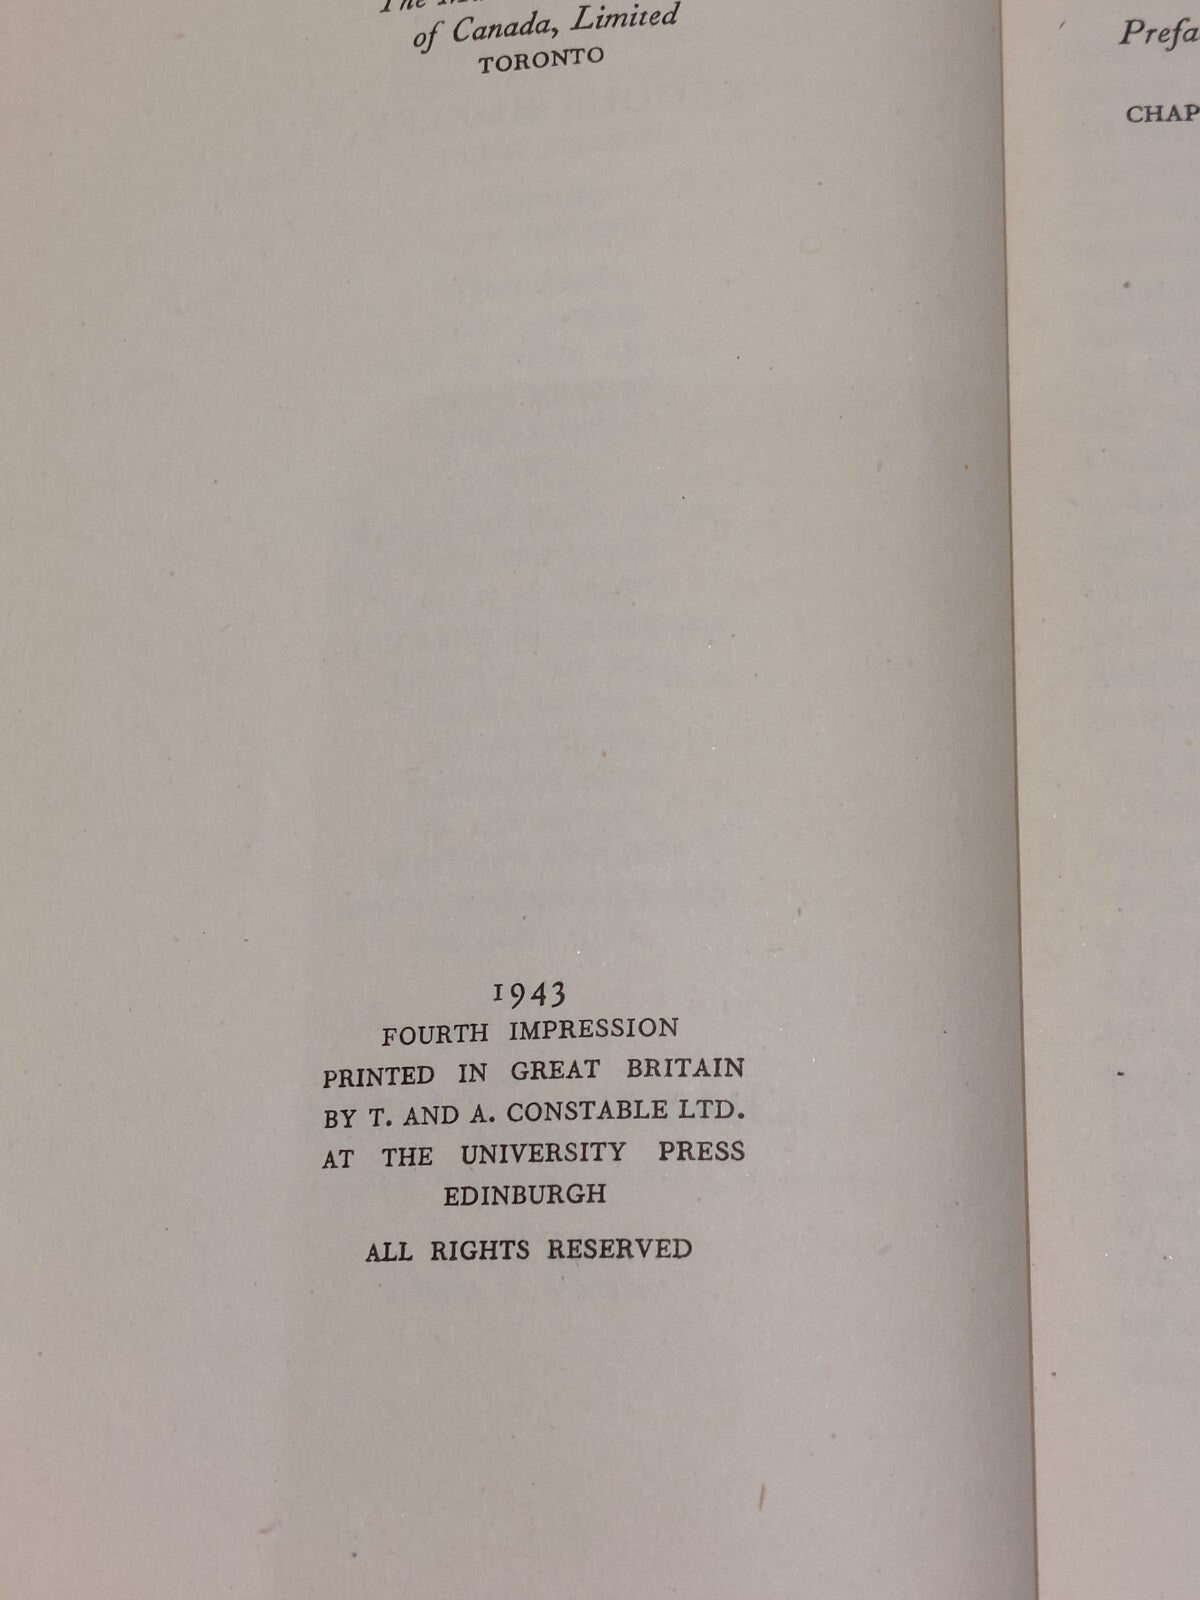 The
of Canada, Limited
TORONTO
1943
FOURTH IMPRESSION
PRINTED IN GREAT BRITAIN
BY T. AND A. CONSTABLE LTD.
AT THE UNIVERSITY PRESS
EDINBURGH
ALL RIGHTS RESERVED
Prefa
CHAP